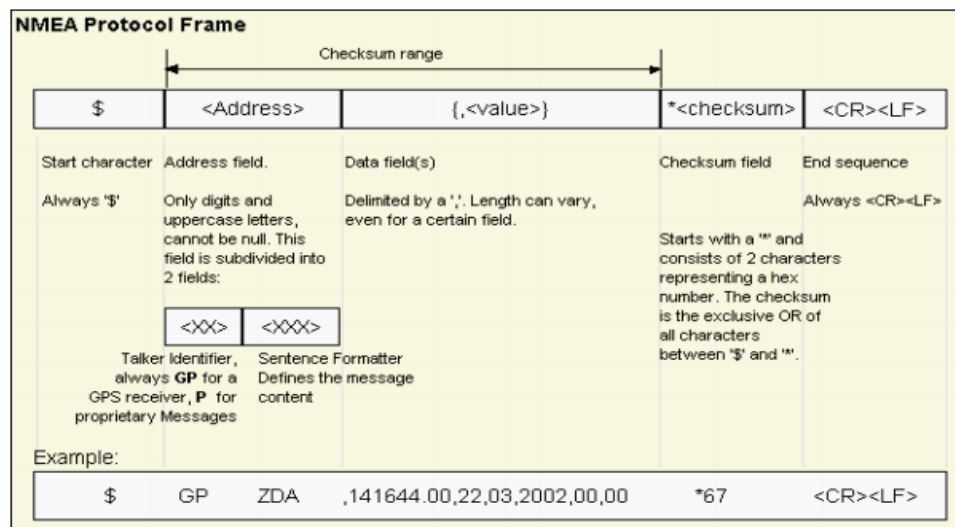 NMEA Protocol Frame
Checksum range
$ <Address> {,<value>} *<checksum> <CR><LF>
Start character
Always '$'
Address field.
Only digits and
uppercase letters,
cannot be null. This
field is subdivided into
2 fields:
<XX> <XXX>
Talker Identifier,
always GP for a
GPS receiver, P for
proprietary Messages
Sentence Formatter
Defines the message
content
Data field(s)
Delimited by a ','. Length can vary,
even for a certain field.
Checksum field
Starts with a '*' and
consists of 2 characters
representing a hex
number. The checksum
is the exclusive OR of
all characters
between '$' and '*'.
End sequence
Always <CR><LF>
Example:
$ GP ZDA ,141644.00,22,03,2002,00,00 *67 <CR><LF>